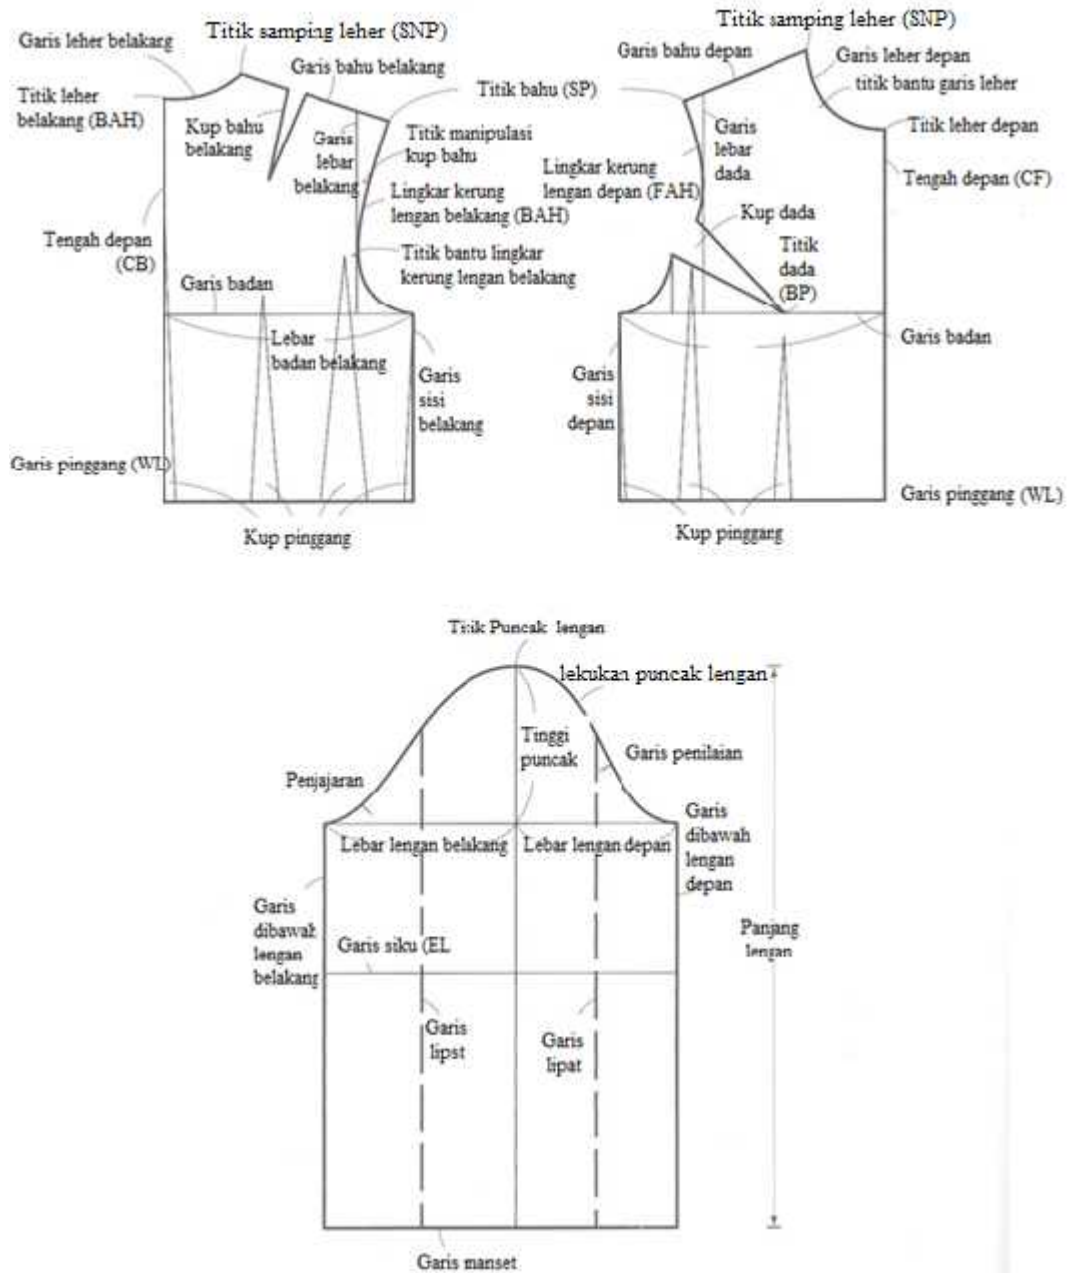 Titik samping leher (SNP)
Garis leher belakarg
Garis bahu belakang
Titik leher
belakang (BAH)
Kup bahu
belakang
Garis
lebar
belakang
Titik bahu (SP)
Titik manipulasi
kup bahu
Lingkar kerung
lengan belakang (BAH)
Tengah depan
(CB)
Titik bantu lingkar
kerung lengan belakang
Garis badan
Lebar
badan belakang
Garis
sisi
belakang
Garis pinggang (WL)
Kup pinggang
Titik samping leher (SNP)
Garis bahu depan
Garis leher depan
titik bantu garis leher
Titik leher depan
Garis
lebar
dada
Lingkar kerung
lengan depan (FAH)
Tengah depan (CF)
Kup dada
Titik
dada
(BP)
Garis badan
Garis
sisi
depan
Garis pinggang (WL)
Kup pinggang
Titik Puncak lengan
lekukan puncak lengan
Tinggi
puncak
Garis penilaian
Penjajaran
Lebar lengan belakang
Lebar lengan depan
Garis
dibawah
lengan
depan
Garis
dibawah
lengan
belakang
Garis siku (EL
Panjang
lengan
Garis
lipst
Garis
lipat
Garis manset